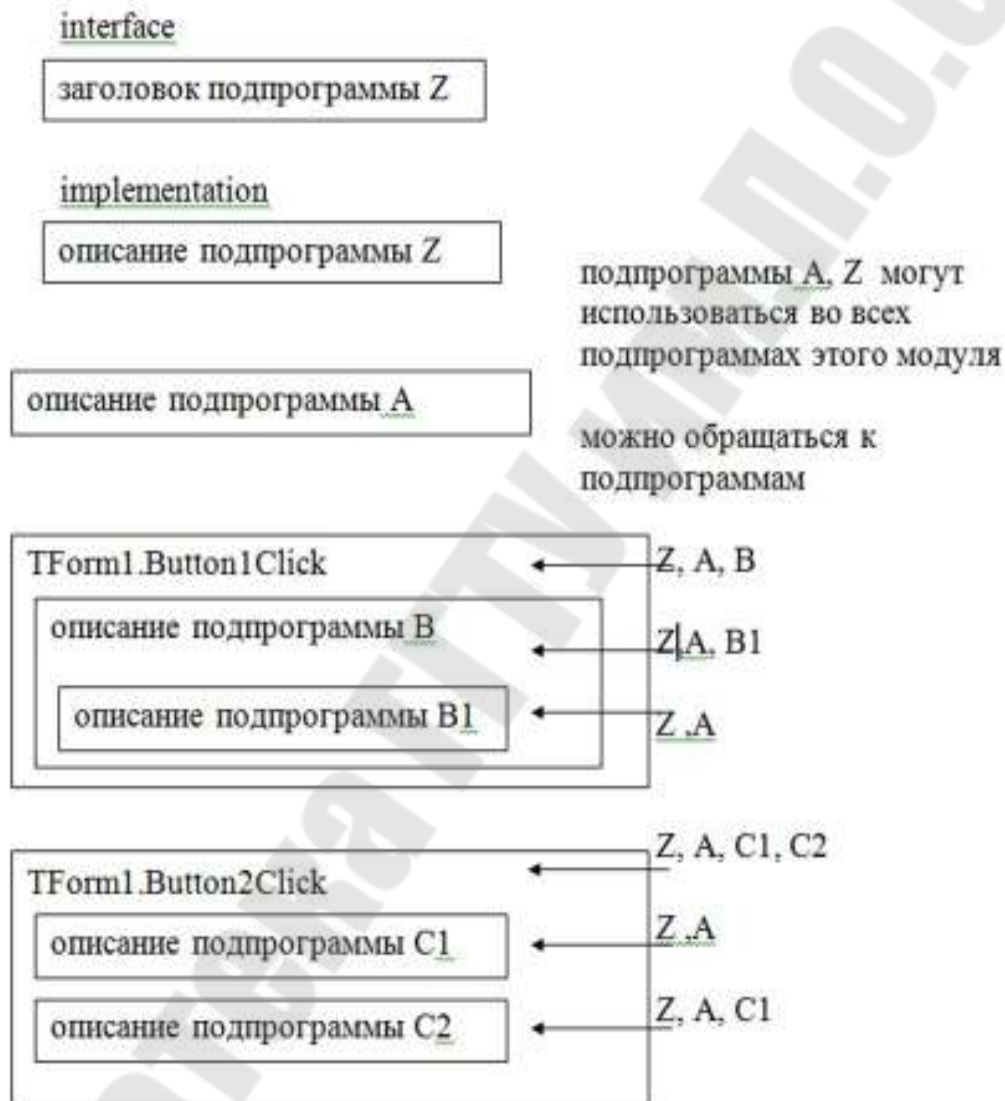 interface
заголовок подпрограммы Z
implementation
описание подпрограммы Z
подпрограммы A, Z могут
использоваться во всех
подпрограммах этого модуля
описание подпрограммы A
можно обращаться к
подпрограммам
TForm1.Button1Click
Z, A, B
описание подпрограммы B
Z,A, B1
описание подпрограммы B1
Z ,A
Z, A, C1, C2
TForm1.Button2Click
описание подпрограммы C1
Z ,A
описание подпрограммы C2
Z, A, C1